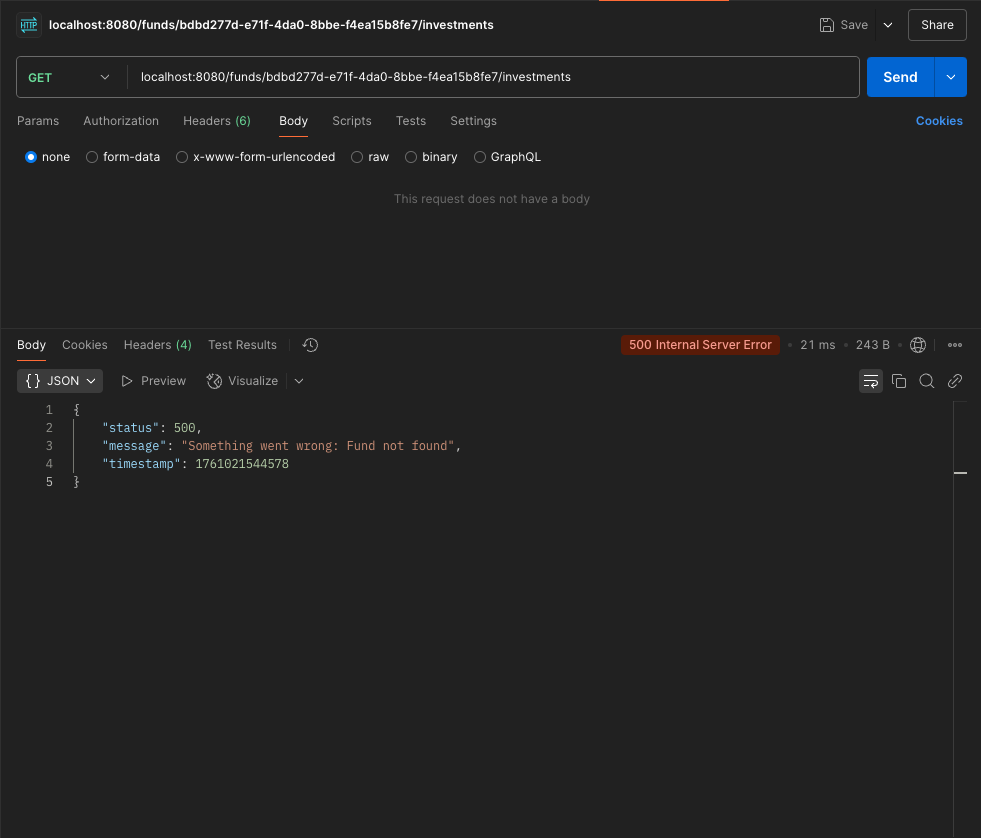 HTTP localhost:8080/funds/bdbd277d-e71f-4da0-8bbe-f4ea15b8fe7/investments Save Share
GET localhost:8080/funds/bdbd277d-e71f-4da0-8bbe-f4ea15b8fe7/investments Send
Params Authorization Headers (6) Body Scripts Tests Settings Cookies
none form-data x-www-form-urlencoded raw binary GraphQL
This request does not have a body
Body Cookies Headers (4) Test Results 500 Internal Server Error • 21 ms • 243 B •
{} JSON Preview Visualize
1 {
2 "status": 500,
3 "message": "Something went wrong: Fund not found",
4 "timestamp": 1761021544578
5 }